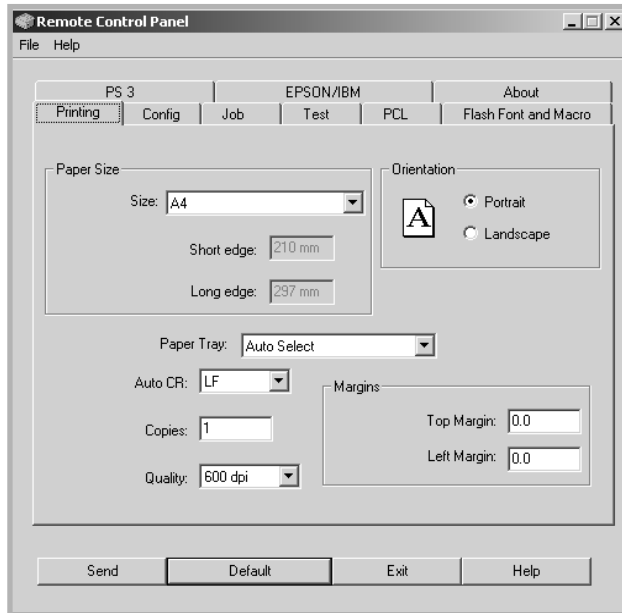 Remote Control Panel
File Help
PS 3 EPSON/IBM About
Printing Config Job Test PCL Flash Font and Macro
Paper Size
Size: A4
Short edge: 210 mm
Long edge: 297 mm
Orientation
A
Portrait
Landscape
Paper Tray: Auto Select
Auto CR: LF
Copies: 1
Quality: 600 dpi
Margins
Top Margin: 0.0
Left Margin: 0.0
Send Default Exit Help